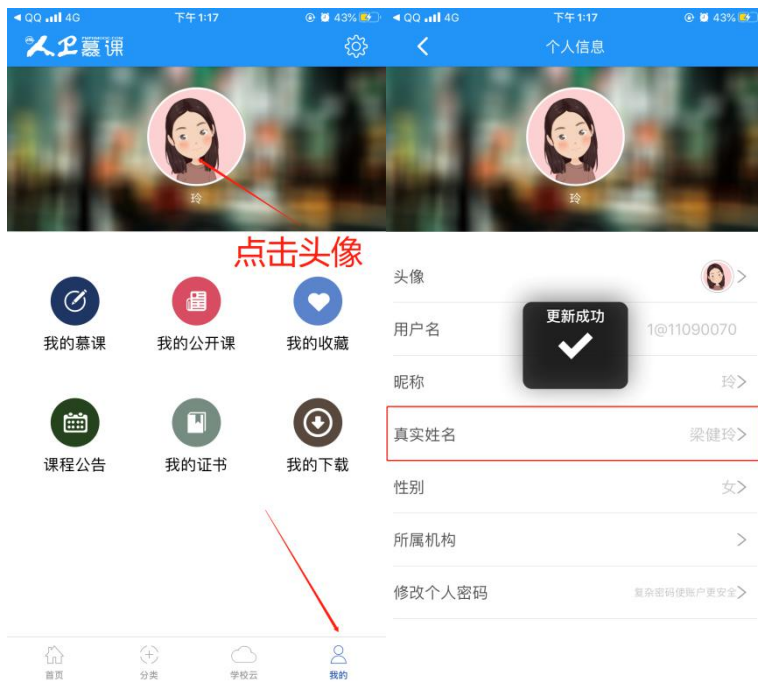 QQ 4G
下午1:17
43%
人卫慕课
玲
点击头像
我的慕课
我的公开课
我的收藏
课程公告
我的证书
我的下载
首页
分类
学校云
我的
QQ 4G
下午1:17
43%
个人信息
玲
头像
更新成功
用户名
1@11090070
昵称
玲
真实姓名
梁健玲
性别
女
所属机构
修改个人密码
复杂密码使账户更安全